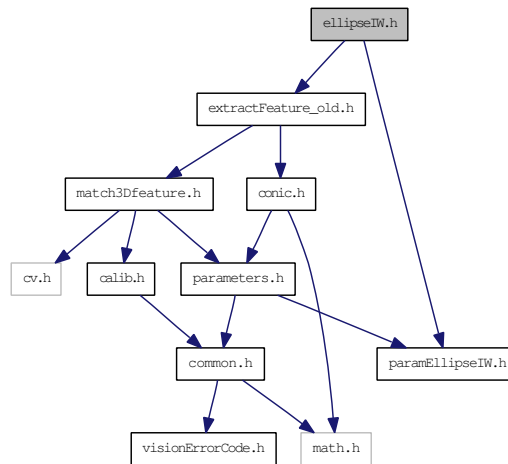 ellipseIW.h
extractFeature_old.h
match3Dfeature.h
conic.h
cv.h
calib.h
parameters.h
common.h
paramEllipseIW.h
visionErrorCode.h
math.h